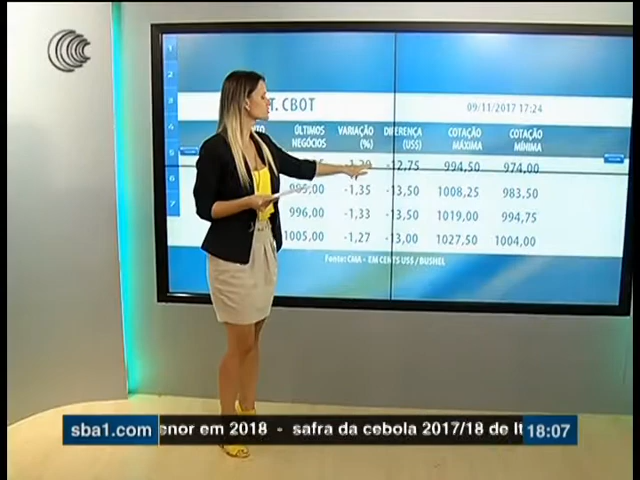 1
2
3
4
5
6
7
T. CBOT
09/11/2017 17:24
ÚLTIMOS NEGÓCIOS VARIAÇÃO (%) DIFERENÇA (US$) COTAÇÃO MÁXIMA COTAÇÃO MÍNIMA
-12,75 994,50 974,00
985,00 -1,35 -13,50 1008,25 983,50
996,00 -1,33 -13,50 1019,00 994,75
1005,00 -1,27 -13,00 1027,50 1004,00
Fonte: CMA - EM CENTS US$ / BUSHEL
sba1.com enor em 2018 - safra da cebola 2017/18 de It 18:07